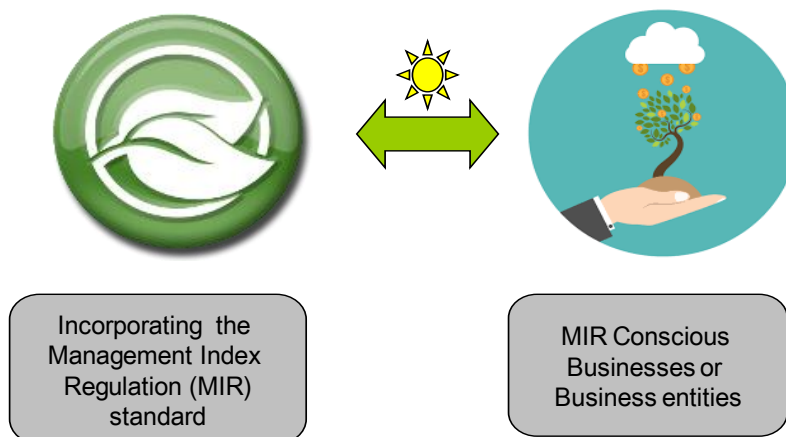 Incorporating the
Management Index
Regulation (MIR)
standard
MIR Conscious
Businesses or
Business entities